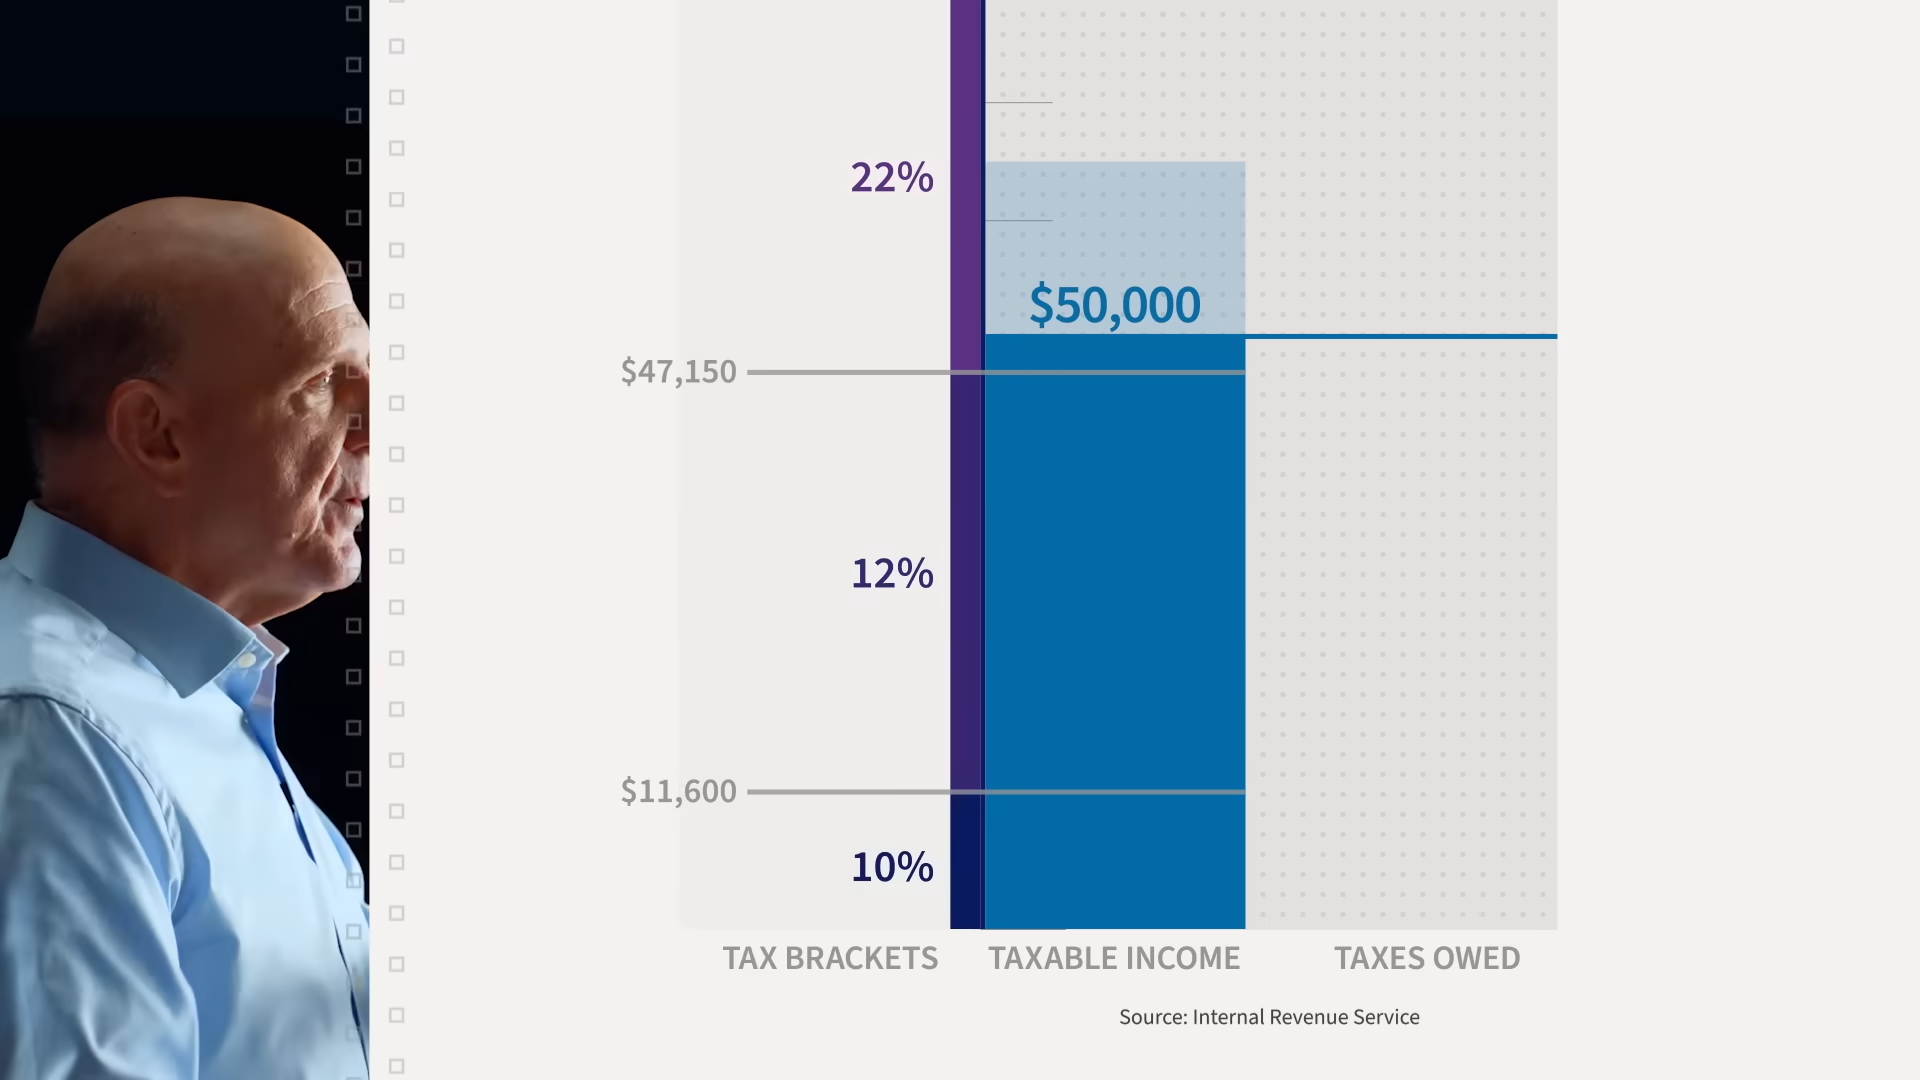 22%
$50,000
$47,150
12%
$11,600
10%
TAX BRACKETS
TAXABLE INCOME
TAXES OWED
Source: Internal Revenue Service